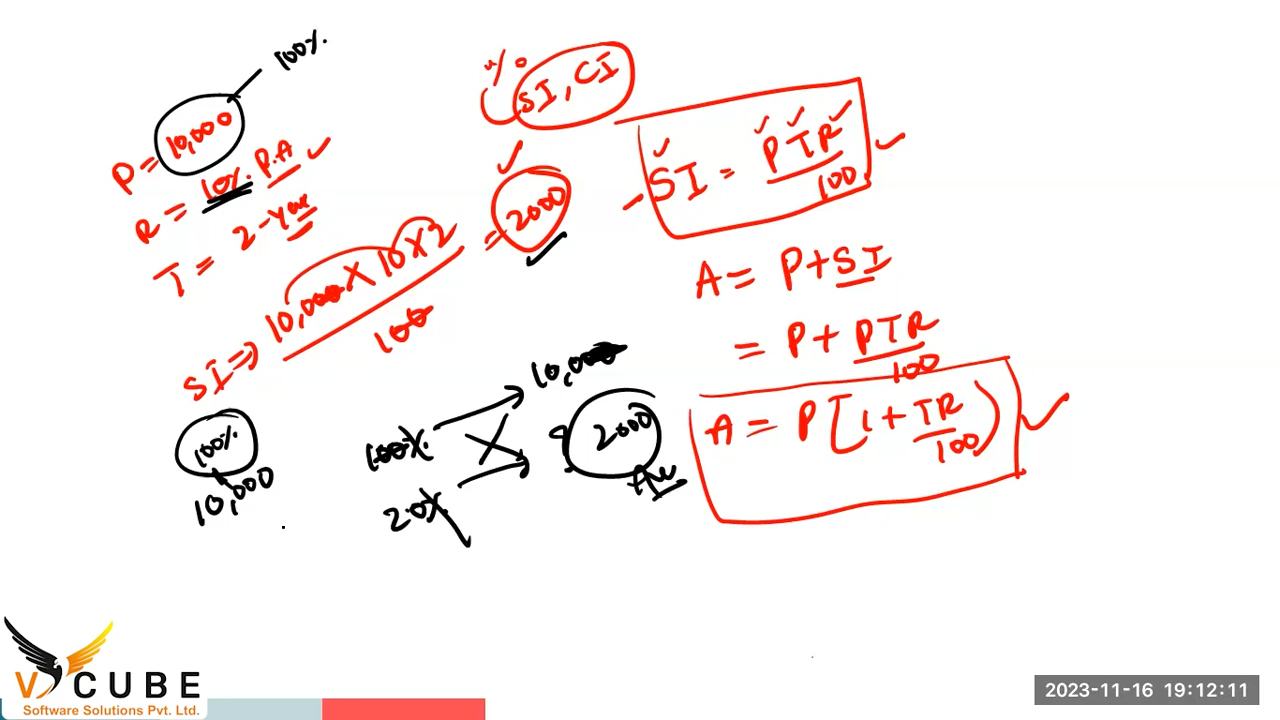 100%.
%
SI, CI
P = 10,000
R = 10% P.A
T = 2-year
SI => 10,000 X 10 X 2
100
= 2000
SI = PTR
100
A = P + SI
= P + PTR
100
A = P [ 1 + TR
100 )
100%
10,000
100% 10,000
20% ? 2000
V CUBE
Software Solutions Pvt. Ltd.
2023-11-16 19:12:11